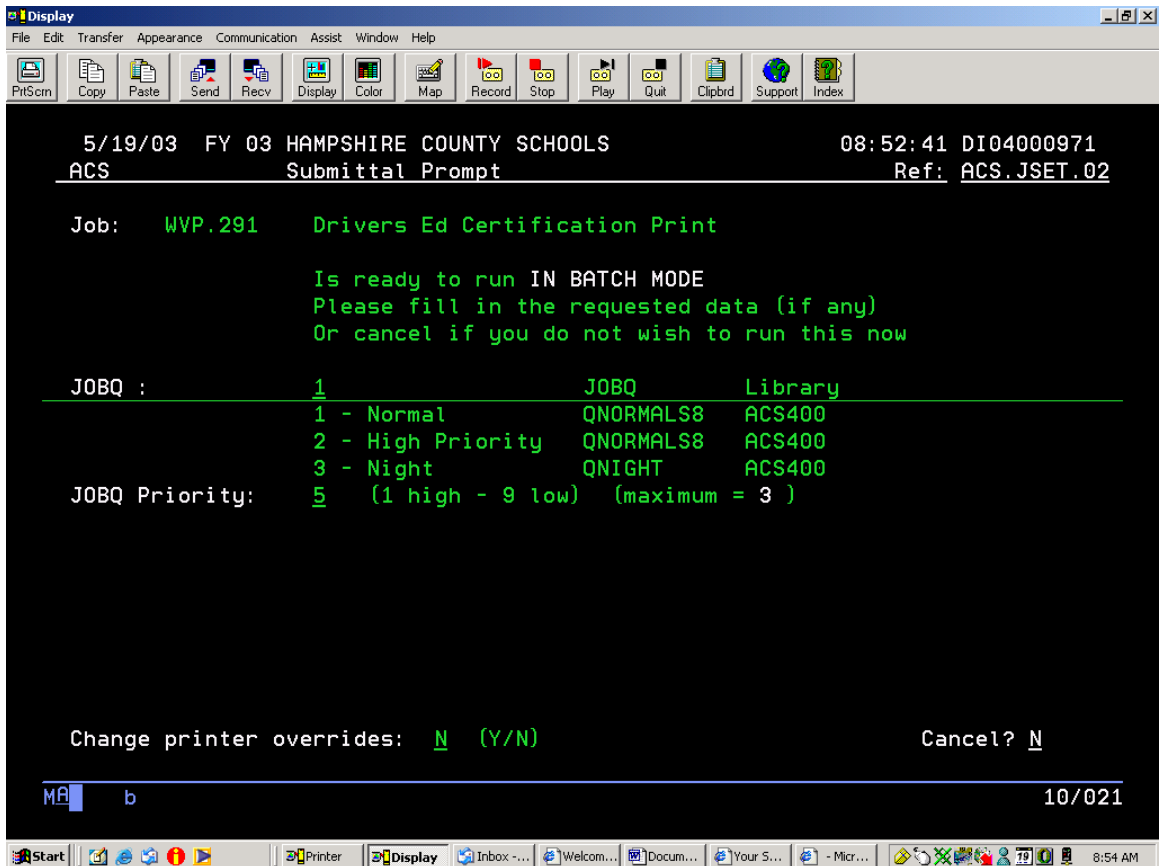 Display
File Edit Transfer Appearance Communication Assist Window Help
PrtScrn Copy Paste Send Recv Display Color Map Record Stop Play Quit Clipbrd Support Index
5/19/03 FY 03 HAMPSHIRE COUNTY SCHOOLS 08:52:41 DI04000971
ACS Submittal Prompt Ref: ACS.JSET.02
Job: WVP.291 Drivers Ed Certification Print
Is ready to run IN BATCH MODE
Please fill in the requested data (if any)
Or cancel if you do not wish to run this now
JOBQ : 1 JOBQ Library
1 - Normal QNORMALS8 ACS400
2 - High Priority QNORMALS8 ACS400
3 - Night QNIGHT ACS400
JOBQ Priority: 5 (1 high - 9 low) (maximum = 3 )
Change printer overrides: N (Y/N) Cancel? N
MA b 10/021
Start Printer Display Inbox -... Welcom... Docum... Your S... - Micr... 19 8:54 AM